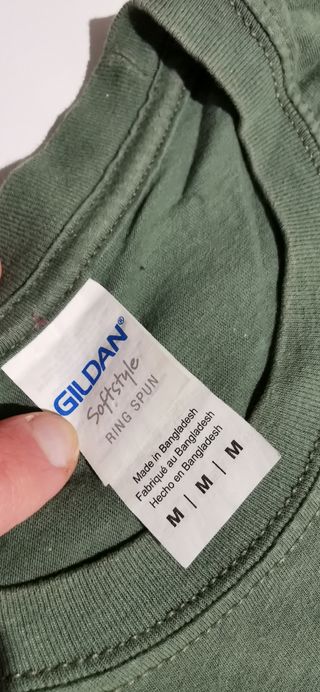 GILDAN®
Softstyle
RING SPUN
Made in Bangladesh
Fabriqué au Bangladesh
Hecho en Bangladesh
M | M | M